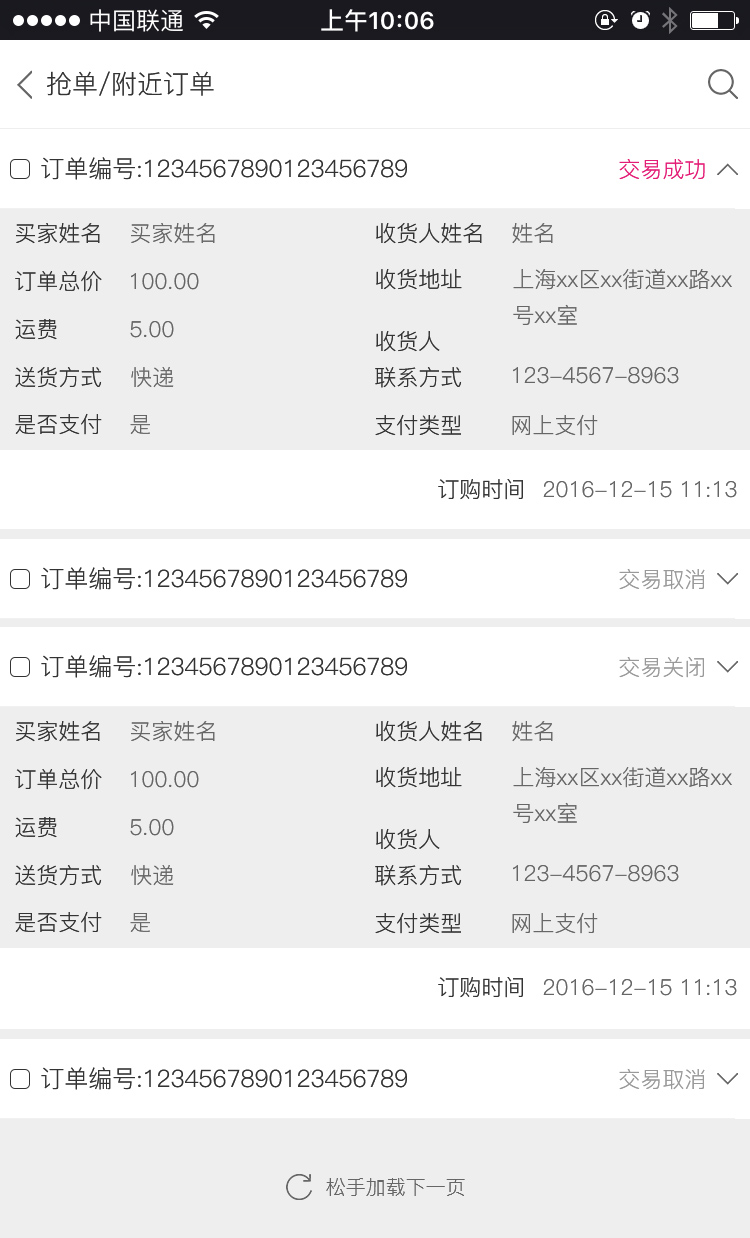 中国联通 上午10:06
抢单/附近订单
订单编号:1234567890123456789 交易成功
买家姓名 买家姓名 收货人姓名 姓名
订单总价 100.00 收货地址 上海xx区xx街道xx路xx
号xx室
运费 5.00 收货人
送货方式 快递 联系方式 123-4567-8963
是否支付 是 支付类型 网上支付
订购时间 2016-12-15 11:13
订单编号:1234567890123456789 交易取消
订单编号:1234567890123456789 交易关闭
买家姓名 买家姓名 收货人姓名 姓名
订单总价 100.00 收货地址 上海xx区xx街道xx路xx
号xx室
运费 5.00 收货人
送货方式 快递 联系方式 123-4567-8963
是否支付 是 支付类型 网上支付
订购时间 2016-12-15 11:13
订单编号:1234567890123456789 交易取消
松手加载下一页